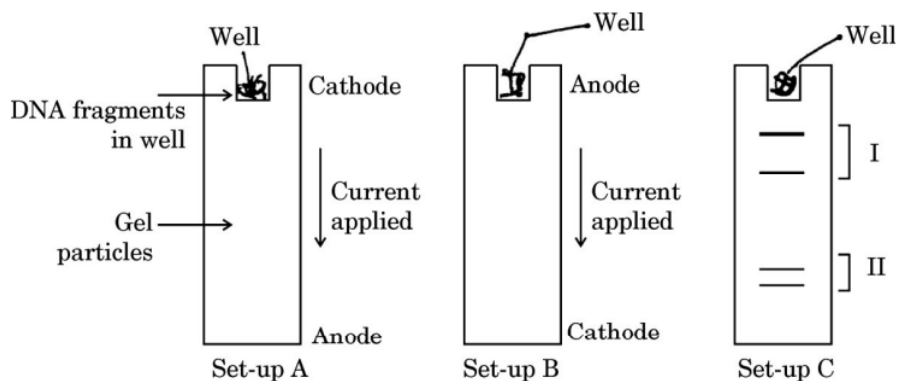 Well
Cathode
DNA fragments
in well
Current
applied
Gel
particles
Anode
Set-up A
Well
Anode
Current
applied
Cathode
Set-up B
Well
I
II
Set-up C